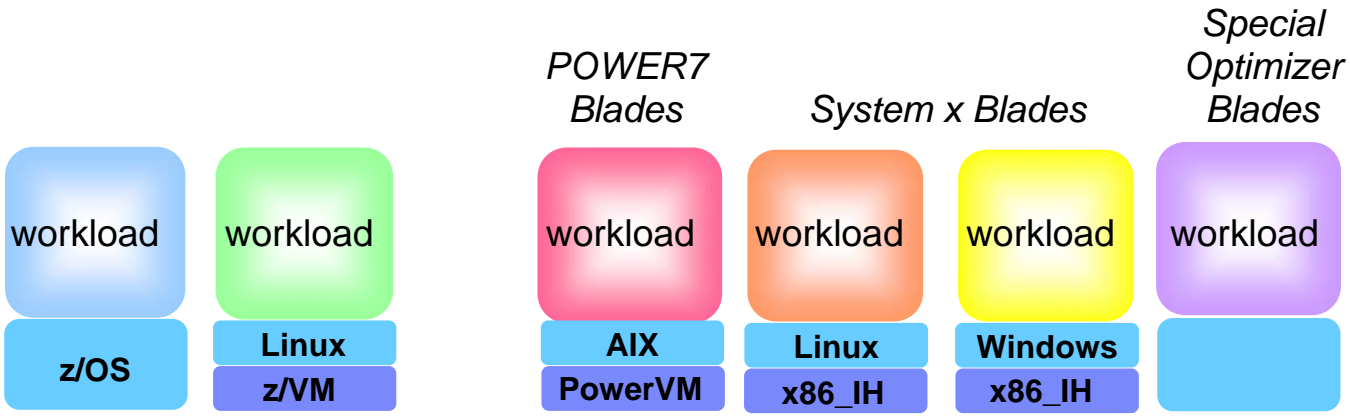 Special
Optimizer
Blades
POWER7
Blades
System x Blades
workload
workload
workload
workload
workload
workload
z/OS
Linux
z/VM
AIX
PowerVM
Linux
x86_IH
Windows
x86_IH